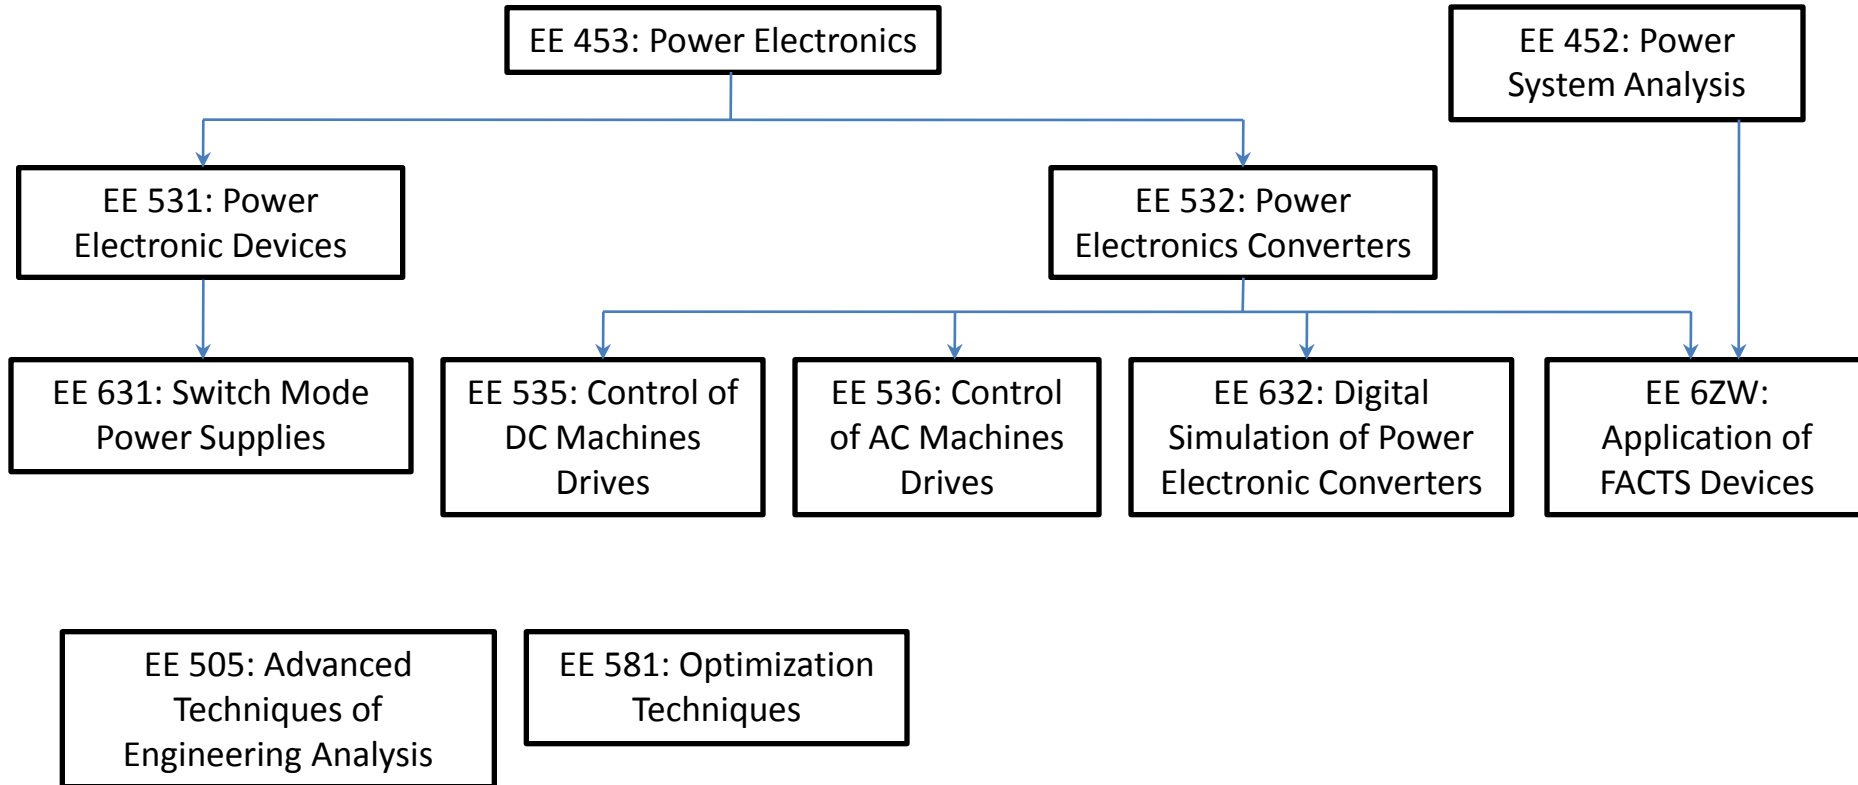 EE 453: Power Electronics
EE 452: Power
System Analysis
EE 531: Power
Electronic Devices
EE 532: Power
Electronics Converters
EE 631: Switch Mode
Power Supplies
EE 535: Control of
DC Machines
Drives
EE 536: Control
of AC Machines
Drives
EE 632: Digital
Simulation of Power
Electronic Converters
EE 6ZW:
Application of
FACTS Devices
EE 505: Advanced
Techniques of
Engineering Analysis
EE 581: Optimization
Techniques